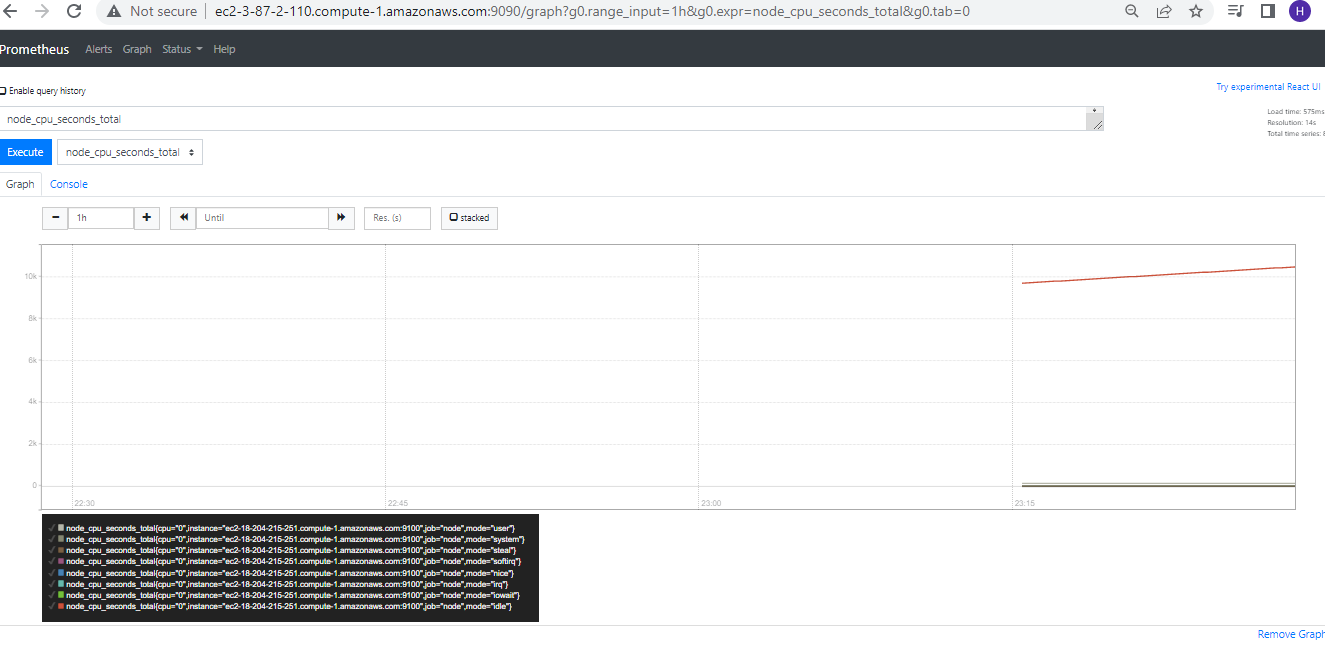 Not secure | ec2-3-87-2-110.compute-1.amazonaws.com:9090/graph?g0.range_input=1h&g0.expr=node_cpu_seconds_total&g0.tab=0
H
Prometheus Alerts Graph Status Help
Enable query history
Try experimental React UI
node_cpu_seconds_total
Load time: 575ms
Resolution: 14s
Total time series: 8
Execute node_cpu_seconds_total
Graph Console
1h Until Res. (s) stacked
10k
8k
6k
4k
2k
0
22:30 22:45 23:00 23:15
node_cpu_seconds_total{cpu="0",instance="ec2-18-204-215-251.compute-1.amazonaws.com:9100",job="node",mode="user"}
node_cpu_seconds_total{cpu="0",instance="ec2-18-204-215-251.compute-1.amazonaws.com:9100",job="node",mode="system"}
node_cpu_seconds_total{cpu="0",instance="ec2-18-204-215-251.compute-1.amazonaws.com:9100",job="node",mode="steal"}
node_cpu_seconds_total{cpu="0",instance="ec2-18-204-215-251.compute-1.amazonaws.com:9100",job="node",mode="softirq"}
node_cpu_seconds_total{cpu="0",instance="ec2-18-204-215-251.compute-1.amazonaws.com:9100",job="node",mode="nice"}
node_cpu_seconds_total{cpu="0",instance="ec2-18-204-215-251.compute-1.amazonaws.com:9100",job="node",mode="irq"}
node_cpu_seconds_total{cpu="0",instance="ec2-18-204-215-251.compute-1.amazonaws.com:9100",job="node",mode="iowait"}
node_cpu_seconds_total{cpu="0",instance="ec2-18-204-215-251.compute-1.amazonaws.com:9100",job="node",mode="idle"}
Remove Graph